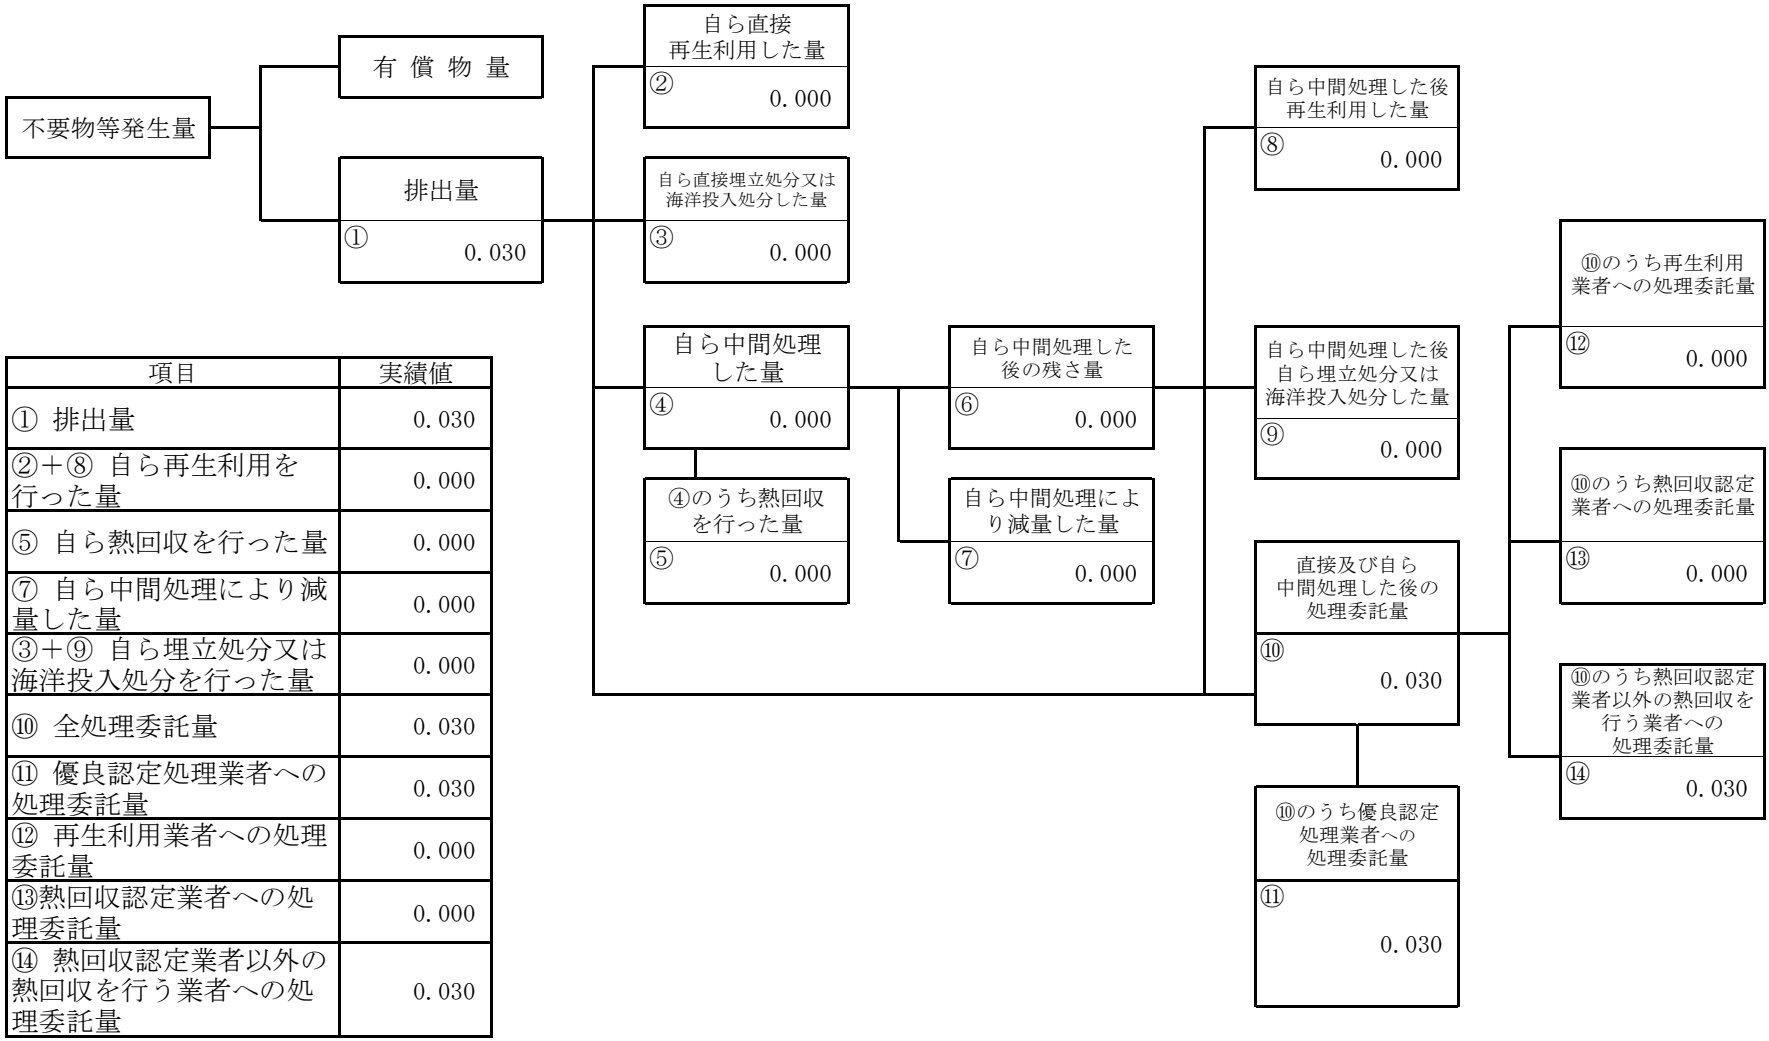 自ら直接
再生利用した量
②
0.000
有 償 物 量
不要物等発生量
排出量
①
0.030
自ら直接埋立処分又は
海洋投入処分した量
③
0.000
自ら中間処理した後
再生利用した量
⑧
0.000
自ら中間処理
した量
④
0.000
自ら中間処理した
後の残さ量
⑥
0.000
自ら中間処理した後
自ら埋立処分又は
海洋投入処分した量
⑨
0.000
④のうち熱回収
を行った量
⑤
0.000
自ら中間処理によ
り減量した量
⑦
0.000
直接及び自ら
中間処理した後の
処理委託量
⑩
0.030
⑩のうち優良認定
処理業者への
処理委託量
⑪
0.030
⑩のうち再生利用
業者への処理委託量
⑫
0.000
⑩のうち熱回収認定
業者への処理委託量
⑬
0.000
⑩のうち熱回収認定
業者以外の熱回収を
行う業者への
処理委託量
⑭
0.030
項目 実績値
① 排出量 0.030
②＋⑧ 自ら再生利用を
行った量 0.000
⑤ 自ら熱回収を行った量 0.000
⑦ 自ら中間処理により減
量した量 0.000
③＋⑨ 自ら埋立処分又は
海洋投入処分を行った量 0.000
⑩ 全処理委託量 0.030
⑪ 優良認定処理業者への
処理委託量 0.030
⑫ 再生利用業者への処理
委託量 0.000
⑬熱回収認定業者への処
理委託量 0.000
⑭ 熱回収認定業者以外の
熱回収を行う業者への処
理委託量 0.030